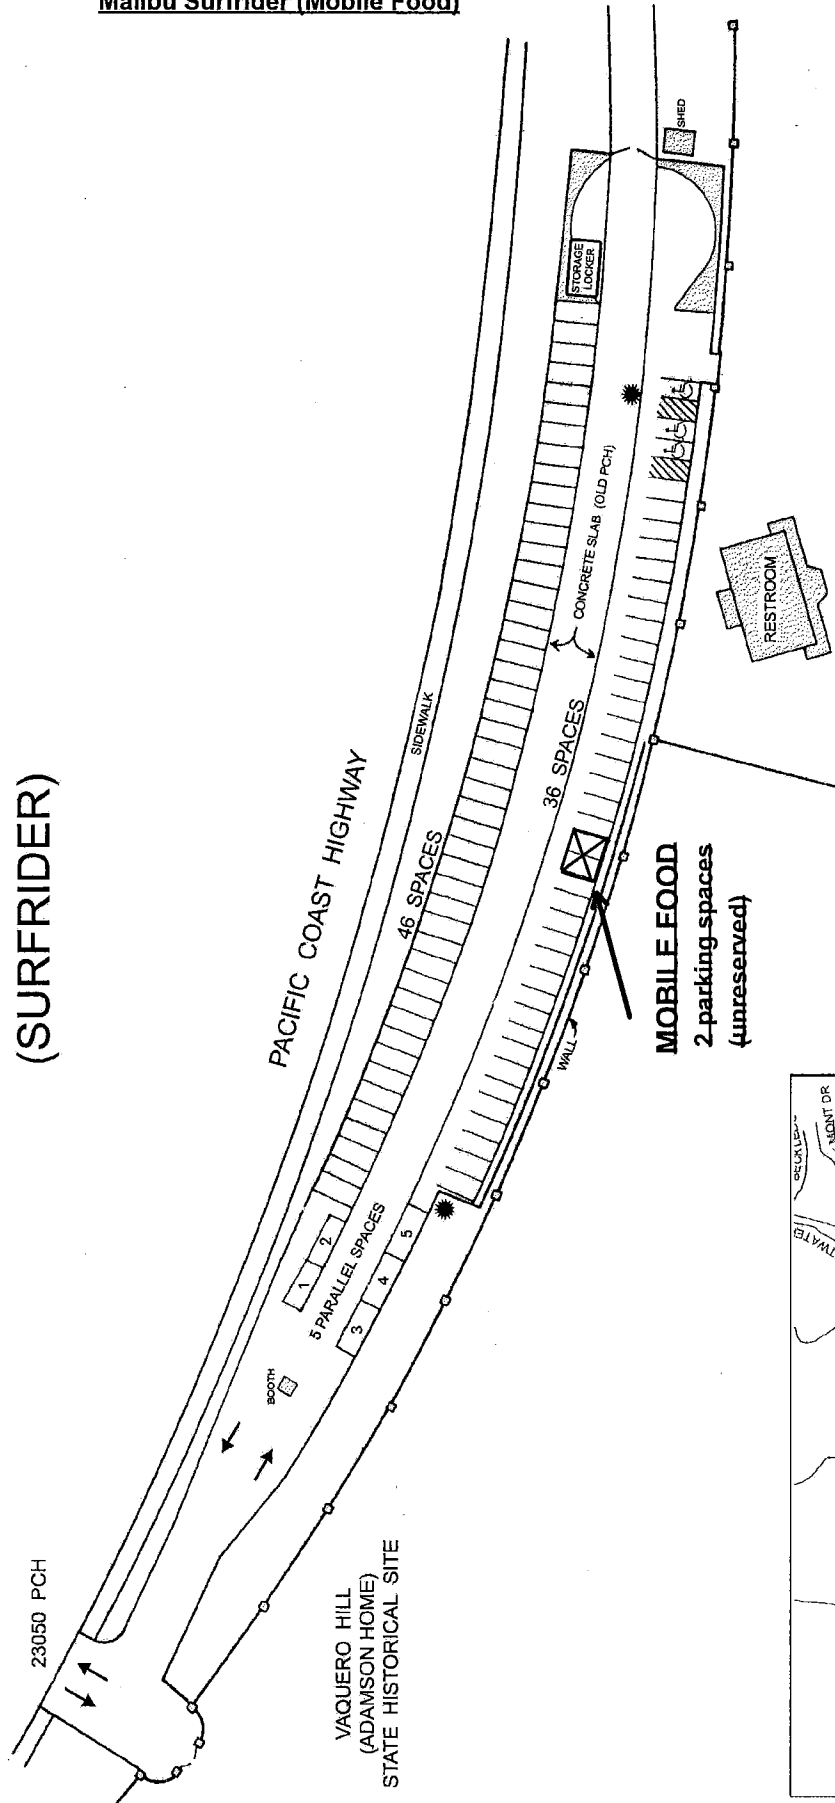 Malibu Surfrider (Mobile Food)
(SURFRIDER)
PACIFIC COAST HIGHWAY
SIDEWALK
SHED
STORAGE
LOCKER
CONCRETE SLAB (OLD PCH)
RESTROOM
46 SPACES
36 SPACES
MOBILE FOOD
2 parking spaces
(unreserved)
WALL
5 PARALLEL SPACES
1
2
3
4
5
BOOTH
23050 PCH
VAQUERO HILL
(ADAMSON HOME)
STATE HISTORICAL SITE
MONT DR